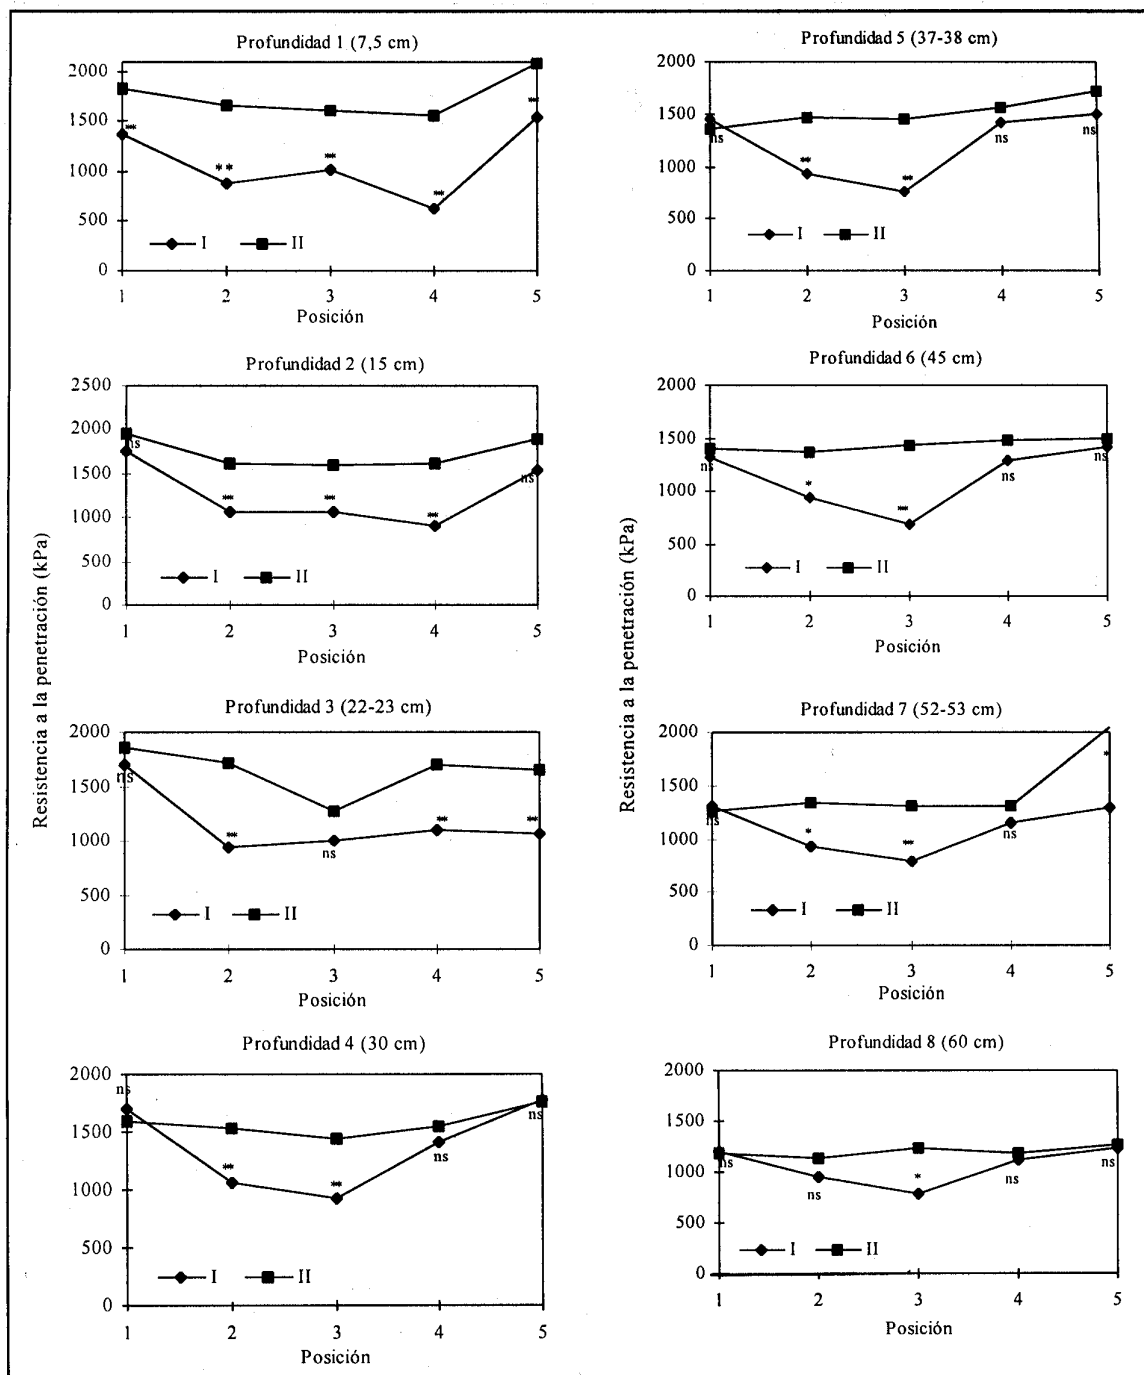 Profundidad 1 (7,5 cm)
2000
1500
1000
500
0
**
**
**
**
**
I II
1 2 3 4 5
Posición
Profundidad 2 (15 cm)
2500
2000
1500
1000
500
0
ns
**
**
**
ns
I II
1 2 3 4 5
Posición
Profundidad 3 (22-23 cm)
2000
1500
1000
500
0
ns
**
ns
**
**
I II
1 2 3 4 5
Posición
Profundidad 4 (30 cm)
2000
1500
1000
500
0
ns
**
**
ns
ns
I II
1 2 3 4 5
Posición
Resistencia a la penetración (kPa)
Profundidad 5 (37-38 cm)
2000
1500
1000
500
0
ns
**
**
ns
ns
I II
1 2 3 4 5
Posición
Profundidad 6 (45 cm)
2000
1500
1000
500
0
ns
*
**
ns
ns
I II
1 2 3 4 5
Posición
Profundidad 7 (52-53 cm)
2000
1500
1000
500
0
ns
*
**
ns
*
I II
1 2 3 4 5
Posición
Profundidad 8 (60 cm)
2000
1500
1000
500
0
ns
ns
*
ns
ns
I II
1 2 3 4 5
Posición
Resistencia a la penetración (kPa)